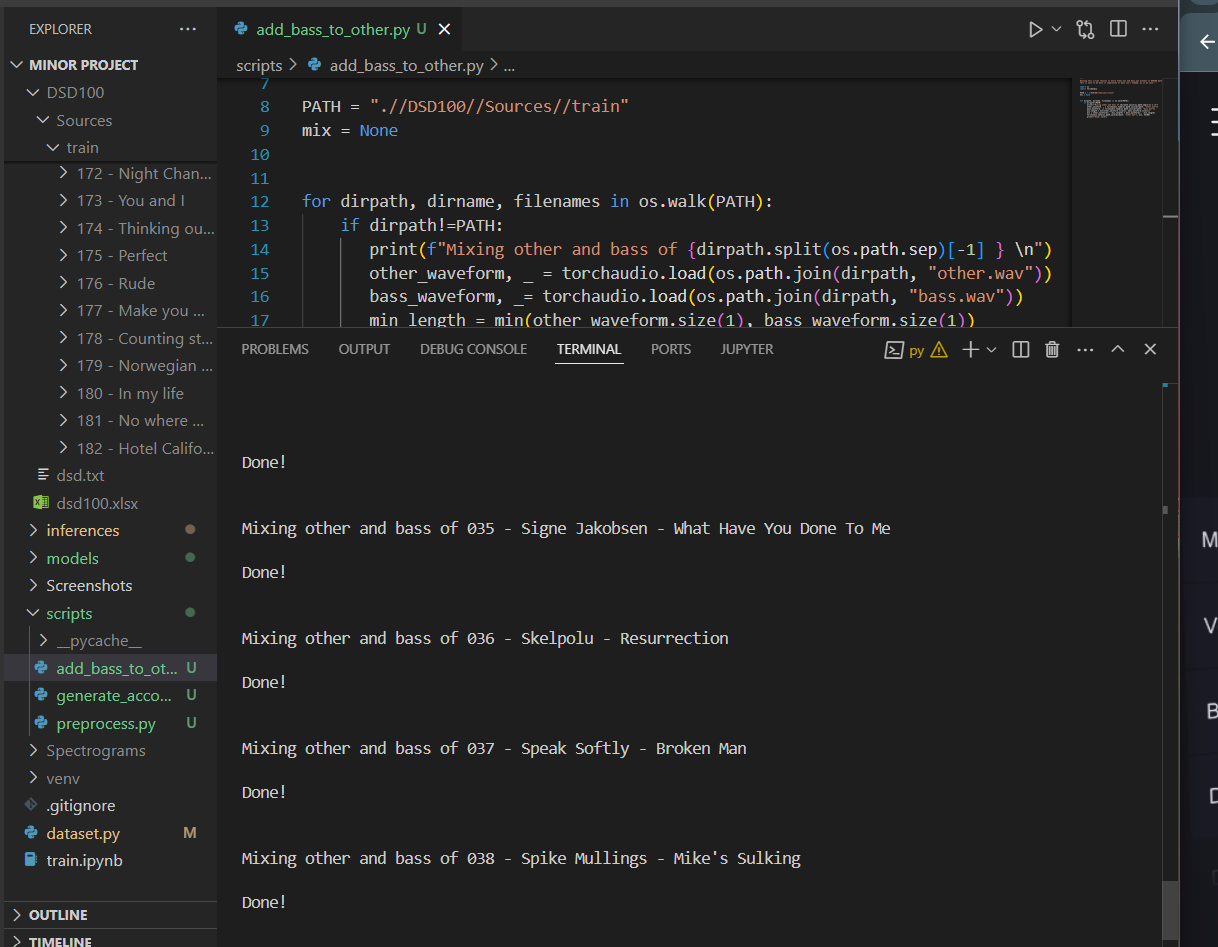 EXPLORER
MINOR PROJECT
DSD100
Sources
train
172 - Night Chan...
173 - You and I
174 - Thinking ou...
175 - Perfect
176 - Rude
177 - Make you ...
178 - Counting st...
179 - Norwegian ...
180 - In my life
181 - No where ...
182 - Hotel Califo...
dsd.txt
dsd100.xlsx
inferences
models
Screenshots
scripts
__pycache__
add_bass_to_ot... U
generate_acco... U
preprocess.py U
Spectrograms
venv
.gitignore
dataset.py M
train.ipynb
OUTLINE
TIMELINE
add_bass_to_other.py U
scripts > add_bass_to_other.py > ...
7
8 PATH = ".//DSD100//Sources//train"
9 mix = None
10
11
12 for dirpath, dirname, filenames in os.walk(PATH):
13 if dirpath!=PATH:
14 print(f"Mixing other and bass of {dirpath.split(os.path.sep)[-1] } \n")
15 other_waveform, _ = torchaudio.load(os.path.join(dirpath, "other.wav"))
16 bass_waveform, _= torchaudio.load(os.path.join(dirpath, "bass.wav"))
17 min_length = min(other_waveform.size(1), bass_waveform.size(1))
PROBLEMS OUTPUT DEBUG CONSOLE TERMINAL PORTS JUPYTER
py
Done!
Mixing other and bass of 035 - Signe Jakobsen - What Have You Done To Me
Done!
Mixing other and bass of 036 - Skelpolu - Resurrection
Done!
Mixing other and bass of 037 - Speak Softly - Broken Man
Done!
Mixing other and bass of 038 - Spike Mullings - Mike's Sulking
Done!
M
V
B